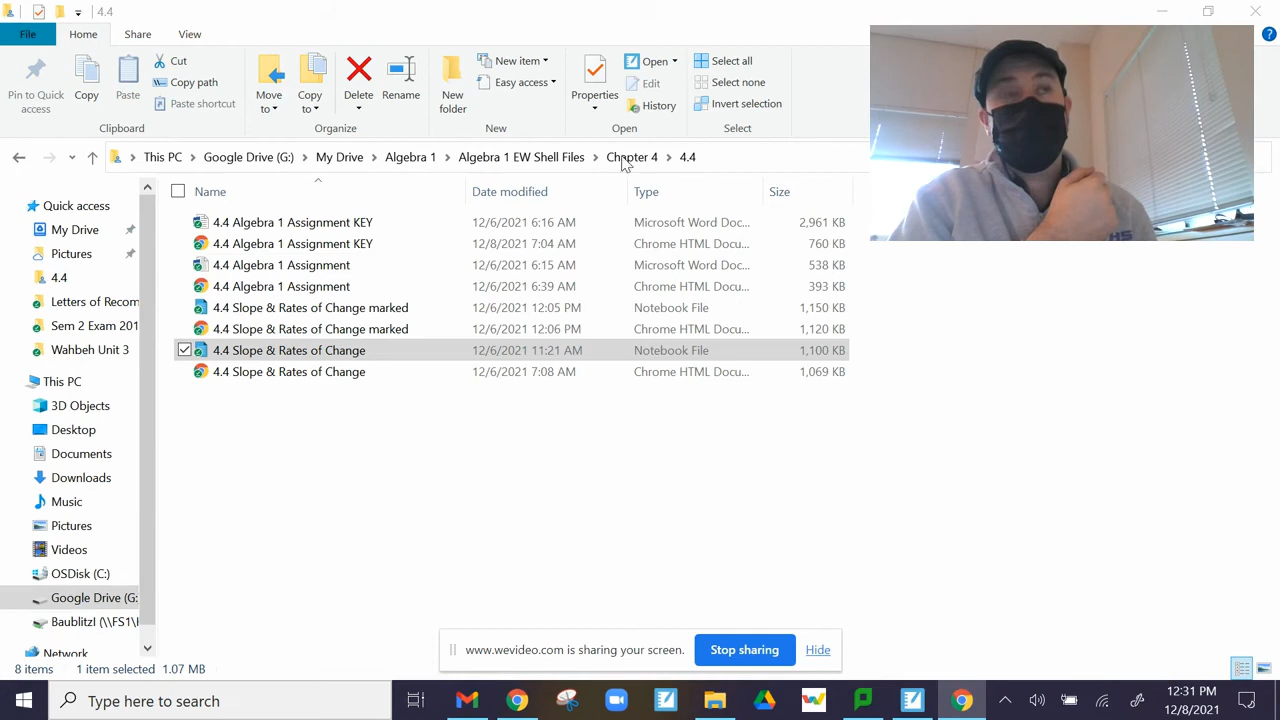 4.4
File Home Share View
Pin to Quick access
Copy
Paste
Cut
Copy path
Paste shortcut
Clipboard
Move to
Copy to
Delete
Rename
Organize
New folder
New item
Easy access
New
Properties
Open
Edit
History
Open
Select all
Select none
Invert selection
Select
This PC > Google Drive (G:) > My Drive > Algebra 1 > Algebra 1 EW Shell Files > Chapter 4 > 4.4
Name Date modified Type Size
4.4 Algebra 1 Assignment KEY 12/6/2021 6:16 AM Microsoft Word Doc... 2,961 KB
4.4 Algebra 1 Assignment KEY 12/8/2021 7:04 AM Chrome HTML Docu... 760 KB
4.4 Algebra 1 Assignment 12/6/2021 6:15 AM Microsoft Word Doc... 538 KB
4.4 Algebra 1 Assignment 12/6/2021 6:39 AM Chrome HTML Docu... 393 KB
4.4 Slope & Rates of Change marked 12/6/2021 12:05 PM Notebook File 1,150 KB
4.4 Slope & Rates of Change marked 12/6/2021 12:06 PM Chrome HTML Docu... 1,120 KB
4.4 Slope & Rates of Change 12/6/2021 11:21 AM Notebook File 1,100 KB
4.4 Slope & Rates of Change 12/6/2021 7:08 AM Chrome HTML Docu... 1,069 KB
Quick access
My Drive
Pictures
4.4
Letters of Recom
Sem 2 Exam 201
Wahbeh Unit 3
This PC
3D Objects
Desktop
Documents
Downloads
Music
Pictures
Videos
OSDisk (C:)
Google Drive (G:
BaublitzI (\\FS1\
Network
www.wevideo.com is sharing your screen. Stop sharing Hide
8 items 1 item selected 1.07 MB
Type here to search
12:31 PM
12/8/2021